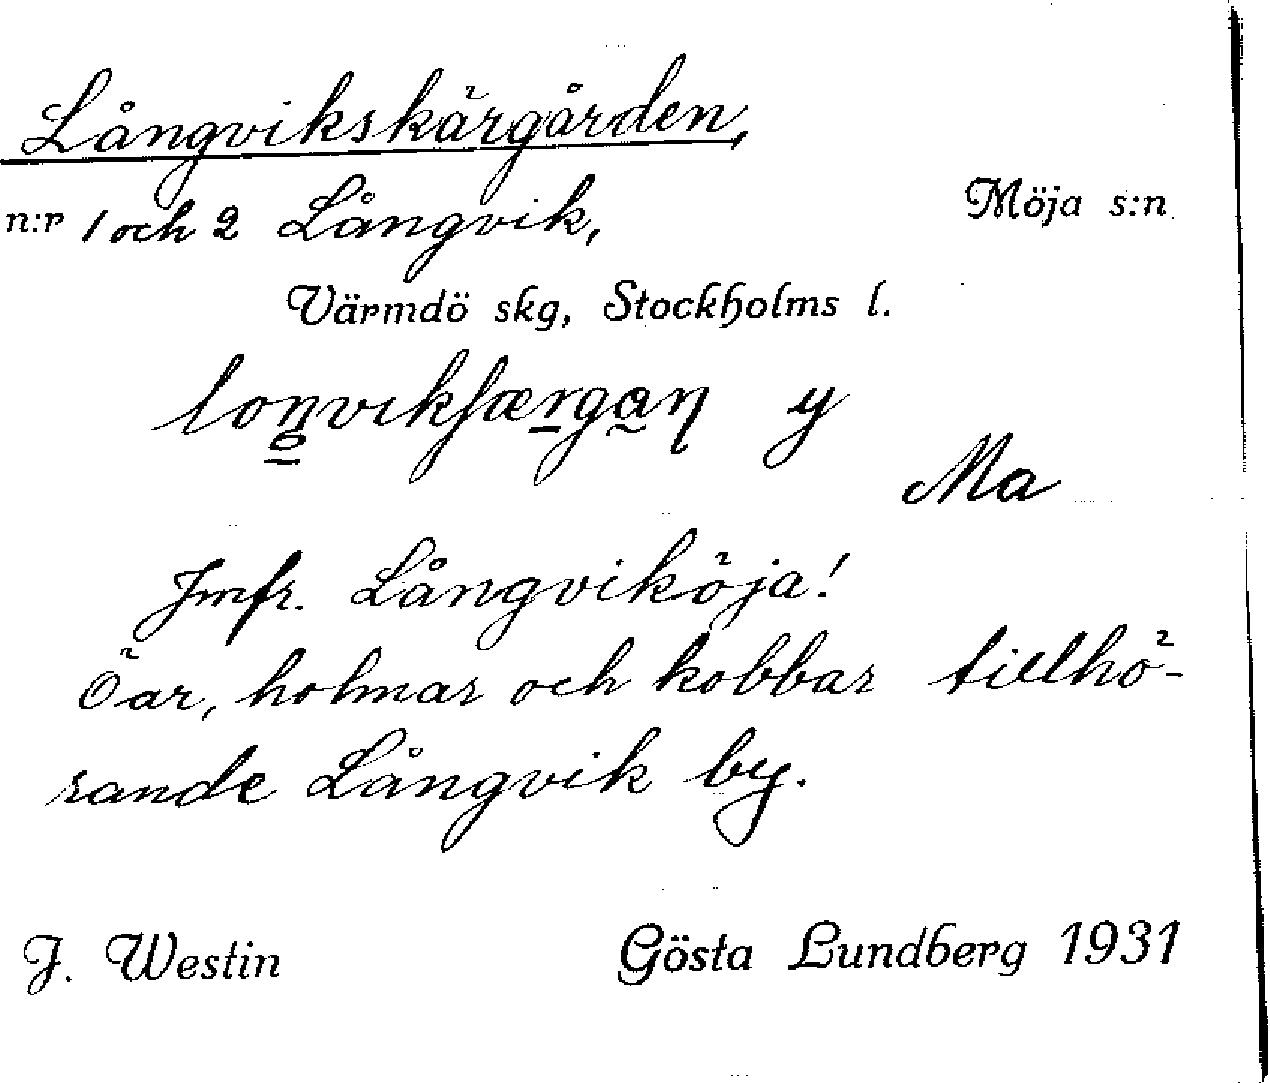 Långvikskärgården,
n:r 1 och 2 Långvik, Möja s:n.
Värmdö skg, Stockholms l.
y
Ma
Jmfr. Långviköja!
Öar, holmar och kobbar tillhö-
rande Långvik by.
J. Westin Gösta Lundberg 1931